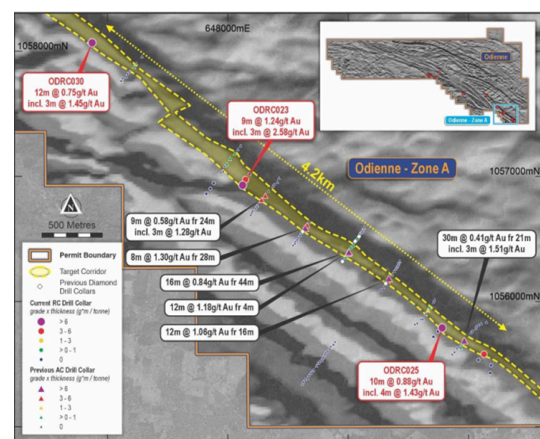 648000mE
1058000mN
ODRC030
12m @ 0.75g/t Au
incl. 3m @ 1.45g/t Au
ODRC023
9m @ 1.24g/t Au
incl. 3m @ 2.58g/t Au
Odienne
Odienne - Zone A
Odienne - Zone A
4.2km
1057000mN
500 Metres
9m @ 0.58g/t Au fr 24m
incl. 3m @ 1.28g/t Au
8m @ 1.30g/t Au fr 28m
16m @ 0.84g/t Au fr 44m
12m @ 1.18g/t Au fr 4m
12m @ 1.06g/t Au fr 16m
30m @ 0.41g/t Au fr 21m
incl. 3m @ 1.51g/t Au
1056000mN
ODRC025
10m @ 0.88g/t Au
incl. 4m @ 1.43g/t Au
Permit Boundary
Target Corridor
Previous Diamond
Drill Collars
Current RC Drill Collar
grade x thickness (g*m / tonne)
> 6
3 - 6
1 - 3
> 0 - 1
0
Previous AC Drill Collar
grade x thickness (g*m / tonne)
> 6
3 - 6
1 - 3
> 0 - 1
0